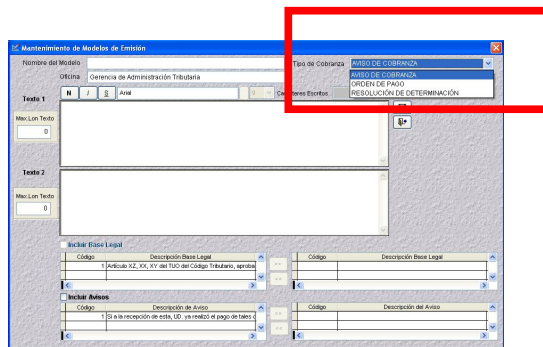 Mantenimiento de Modelos de Emisión
Nombre del Modelo
Tipo de Cobranza AVISO DE COBRANZA
AVISO DE COBRANZA
ORDEN DE PAGO
RESOLUCIÓN DE DETERMINACIÓN
Oficina Gerencia de Administración Tributaria
N I S Arial Caracteres Escritos
Texto 1
Max.Lon Texto
0
Texto 2
Max.Lon Texto
0
Incluir Base Legal
Código Descripción Base Legal Código Descripción Base Legal
1 Artículo XZ, XX, XY del TUO del Código Tributario, aproba
Incluir Avisos
Código Descripción de Aviso Código Descripción del Aviso
1 Si a la recepción de esta, UD. ya realizó el pago de tales